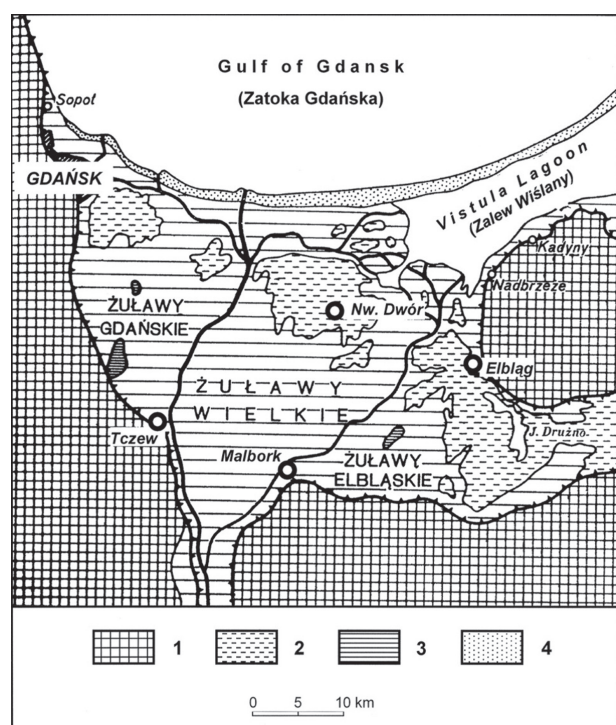 Gulf of Gdansk
(Zatoka Gdańska)
Sopot
GDAŃSK
Vistula Lagoon
(Zalew Wiślany)
Kadyny
Nadbrzeże
ŻUŁAWY
GDAŃSKIE
Nw. Dwór
Elbląg
ŻUŁAWY
WIELKIE
Tczew
J. Drużno
Malbork
ŻUŁAWY
ELBLĄSKIE
1 2 3 4
0 5 10 km